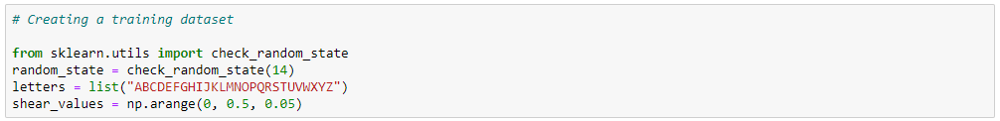 # Creating a training dataset
from sklearn.utils import check_random_state
random_state = check_random_state(14)
letters = list("ABCDEFGHIJKLMNOPQRSTUVWXYZ")
shear_values = np.arange(0, 0.5, 0.05)